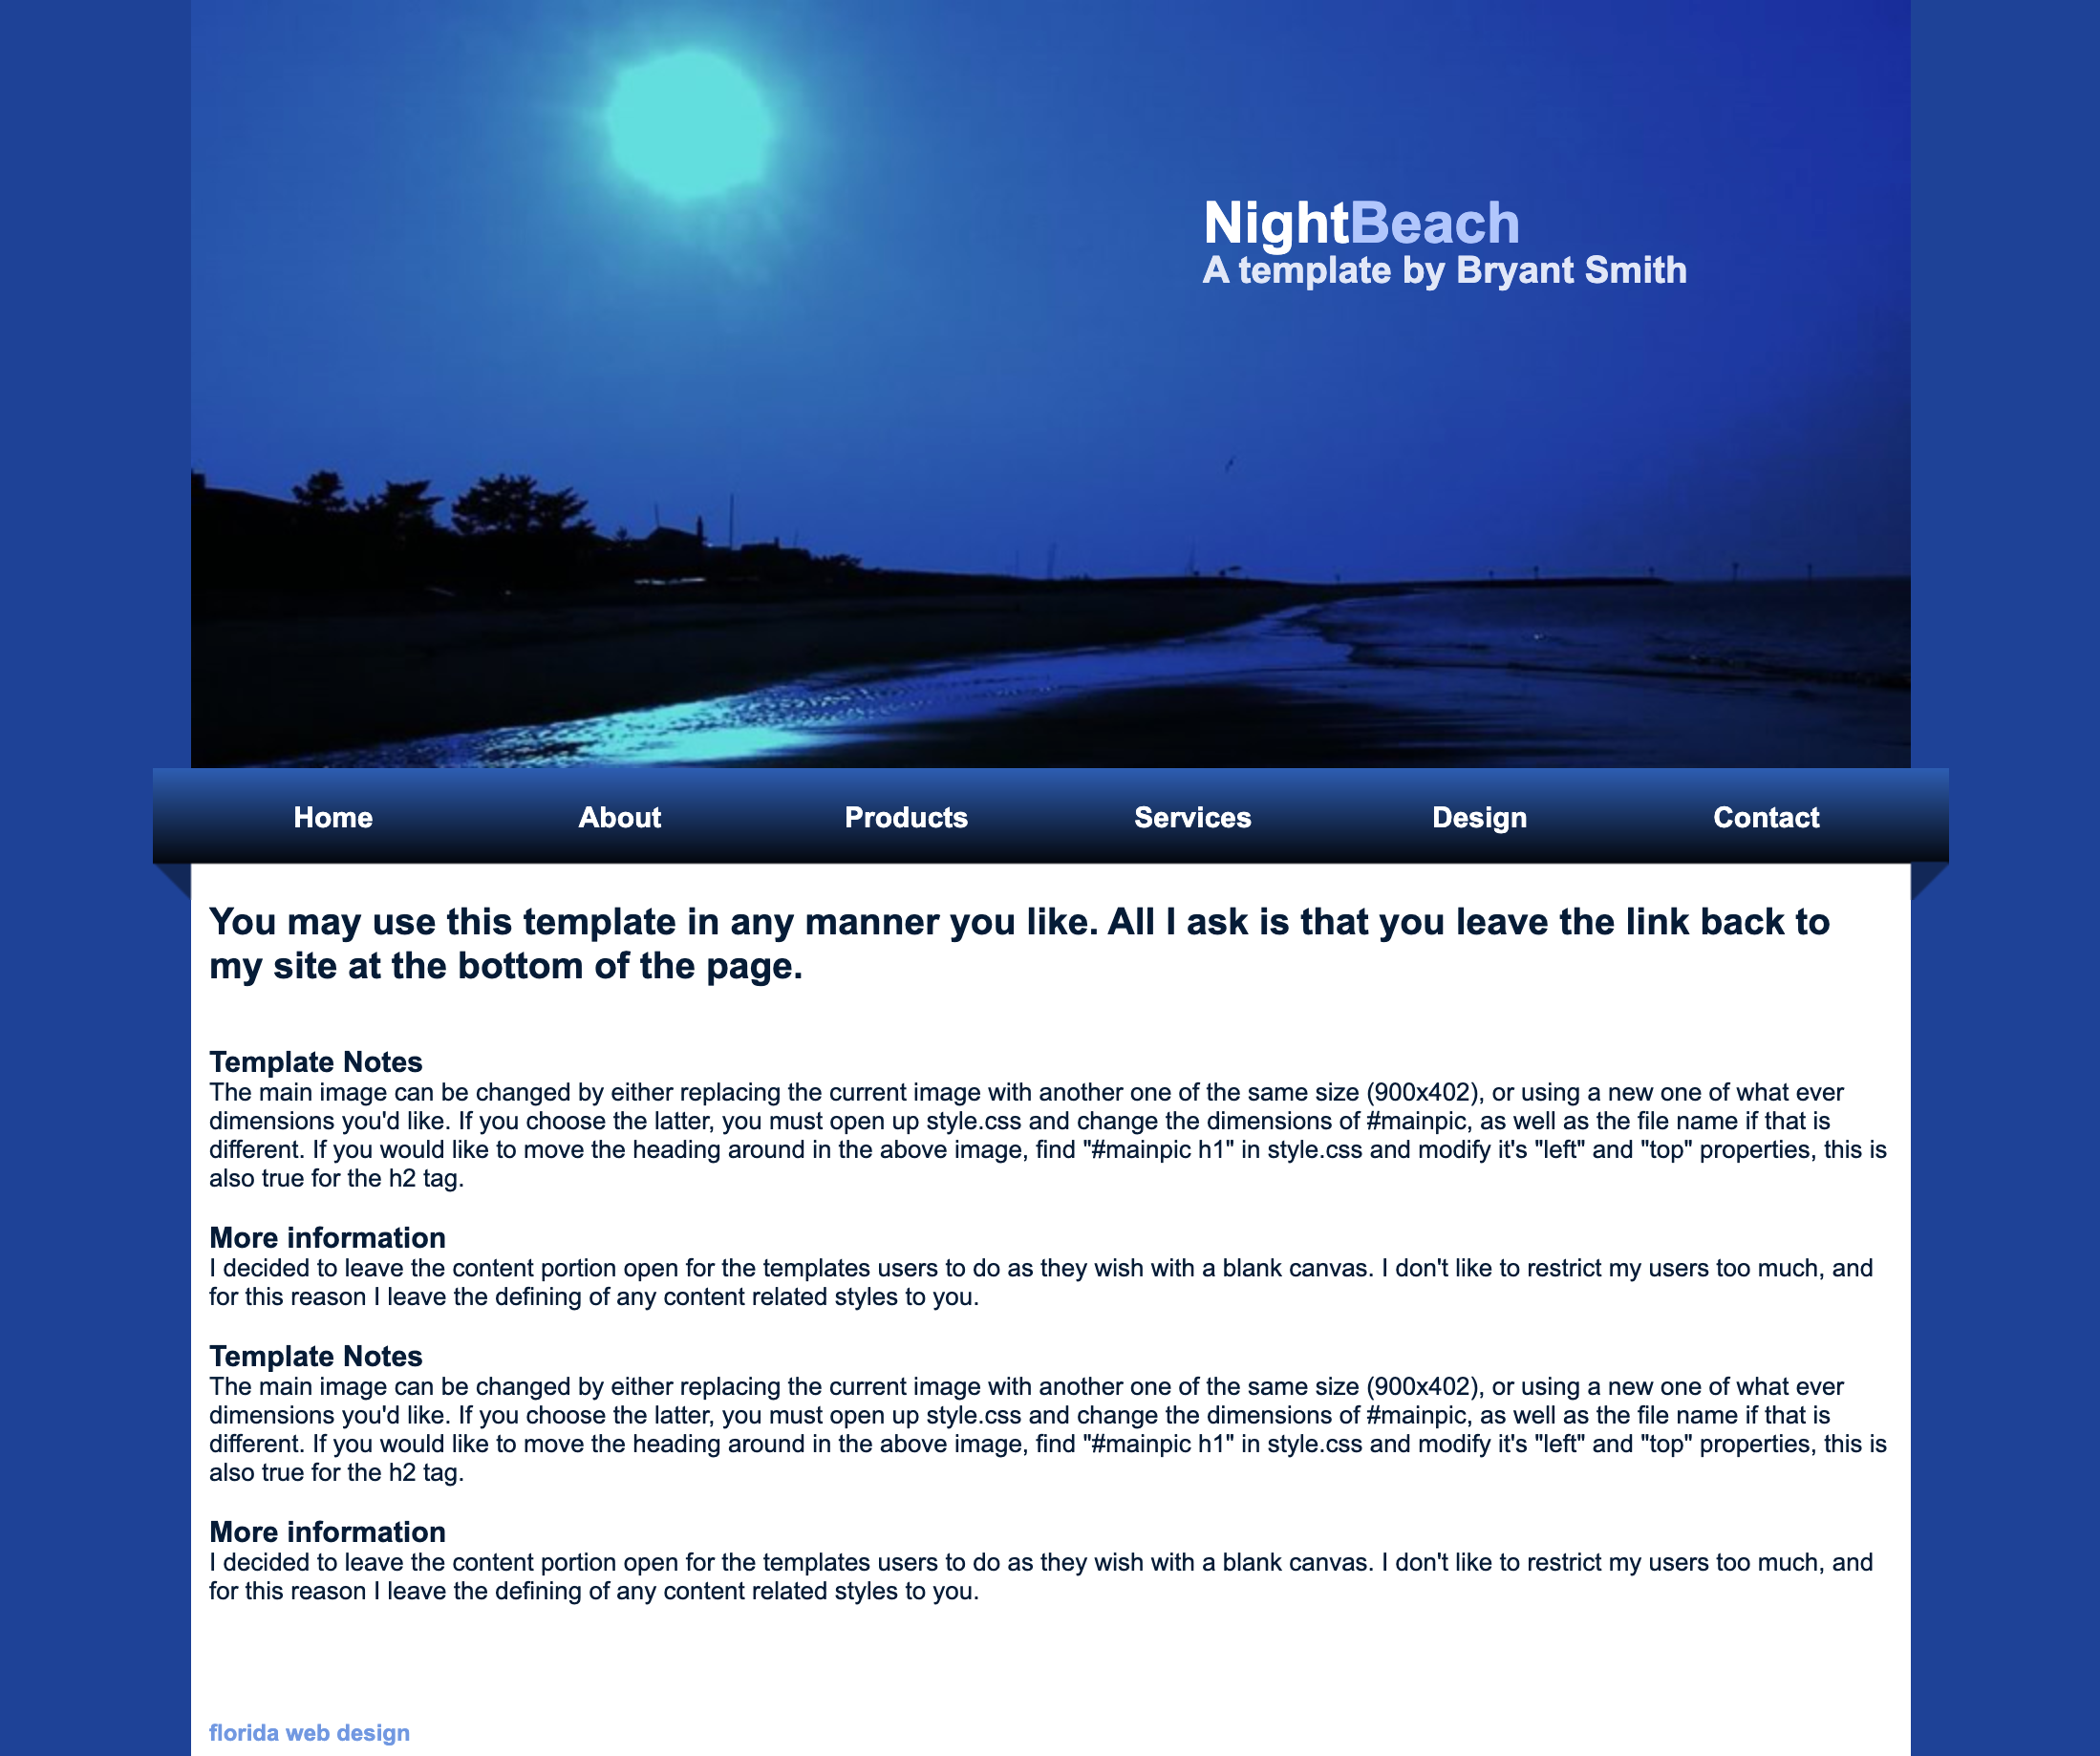 NightBeach
A template by Bryant Smith
Home About Products Services Design Contact
You may use this template in any manner you like. All I ask is that you leave the link back to
my site at the bottom of the page.
Template Notes
The main image can be changed by either replacing the current image with another one of the same size (900x402), or using a new one of what ever
dimensions you'd like. If you choose the latter, you must open up style.css and change the dimensions of #mainpic, as well as the file name if that is
different. If you would like to move the heading around in the above image, find "#mainpic h1" in style.css and modify it's "left" and "top" properties, this is
also true for the h2 tag.
More information
I decided to leave the content portion open for the templates users to do as they wish with a blank canvas. I don't like to restrict my users too much, and
for this reason I leave the defining of any content related styles to you.
Template Notes
The main image can be changed by either replacing the current image with another one of the same size (900x402), or using a new one of what ever
dimensions you'd like. If you choose the latter, you must open up style.css and change the dimensions of #mainpic, as well as the file name if that is
different. If you would like to move the heading around in the above image, find "#mainpic h1" in style.css and modify it's "left" and "top" properties, this is
also true for the h2 tag.
More information
I decided to leave the content portion open for the templates users to do as they wish with a blank canvas. I don't like to restrict my users too much, and
for this reason I leave the defining of any content related styles to you.
florida web design